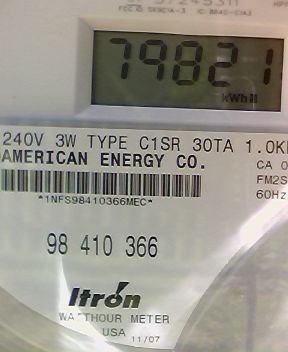 79821
kWh
240V 3W TYPE C1SR 30TA 1.0K
AMERICAN ENERGY CO.
CA 0
FM2S
60Hz
*1NFS98410366MEC*
98 410 366
Itron
WATTHOUR METER
USA 11/07